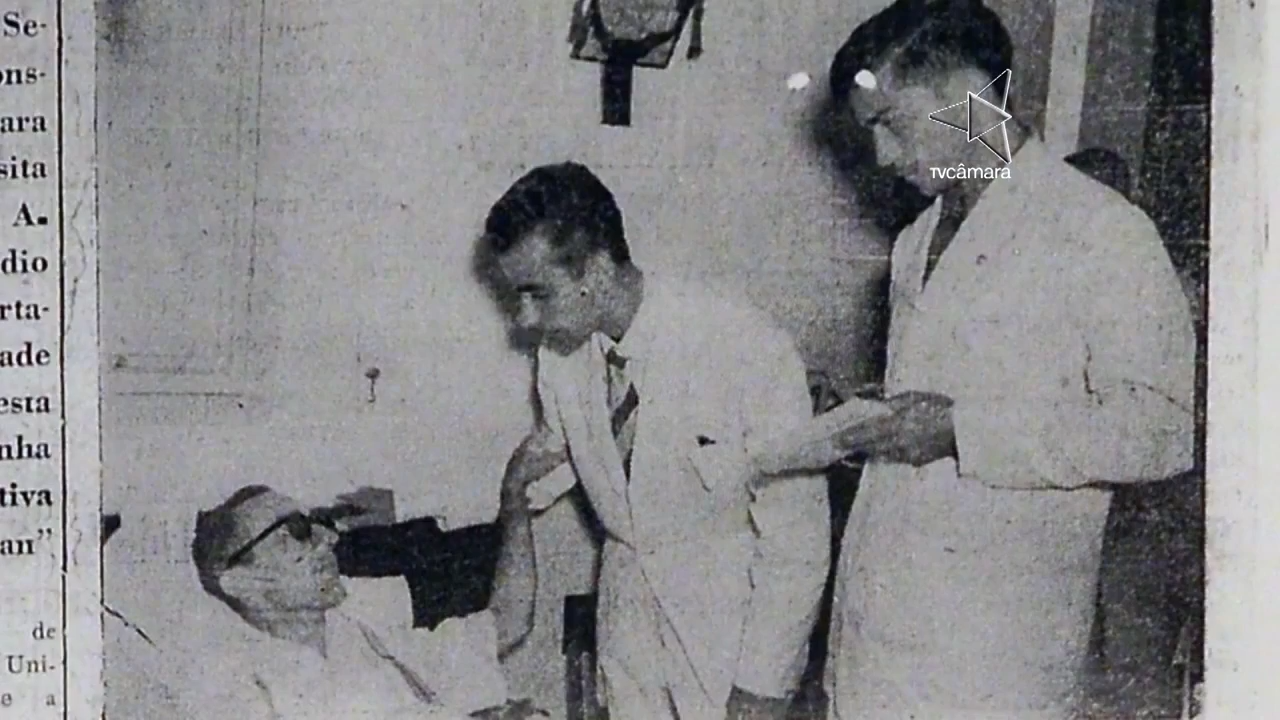 Se-
ons-
ara
sita
A.
dio
rta-
ade
esta
nha
tiva
an"
de
Uni-
e a
TVcâmara